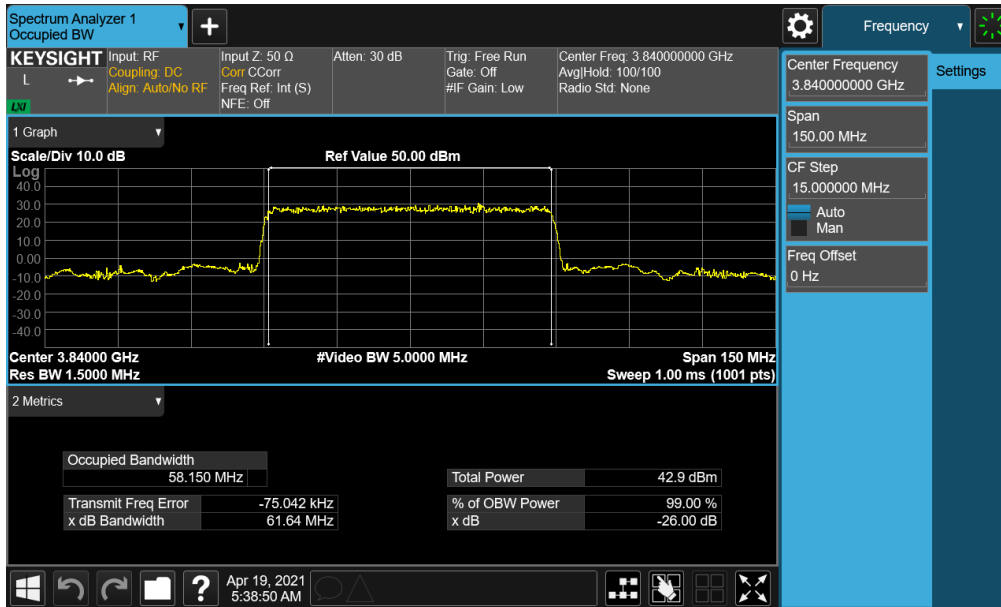 Spectrum Analyzer 1
Occupied BW
Frequency
KEYSIGHT
L
LXI
Input: RF
Coupling: DC
Align: Auto/No RF
Input Z: 50 Ω
Corr CCorr
Freq Ref: Int (S)
NFE: Off
Atten: 30 dB
Trig: Free Run
Gate: Off
#IF Gain: Low
Center Freq: 3.840000000 GHz
Avg|Hold: 100/100
Radio Std: None
Center Frequency
3.840000000 GHz
Settings
Span
150.00 MHz
CF Step
15.000000 MHz
Auto
Man
Freq Offset
0 Hz
1 Graph
Scale/Div 10.0 dB
Ref Value 50.00 dBm
Log
40.0
30.0
20.0
10.0
0.00
-10.0
-20.0
-30.0
-40.0
Center 3.84000 GHz
#Video BW 5.0000 MHz
Span 150 MHz
Res BW 1.5000 MHz
Sweep 1.00 ms (1001 pts)
2 Metrics
Occupied Bandwidth
58.150 MHz
Total Power 42.9 dBm
Transmit Freq Error -75.042 kHz
% of OBW Power 99.00 %
x dB Bandwidth 61.64 MHz
x dB -26.00 dB
?
Apr 19, 2021
5:38:50 AM